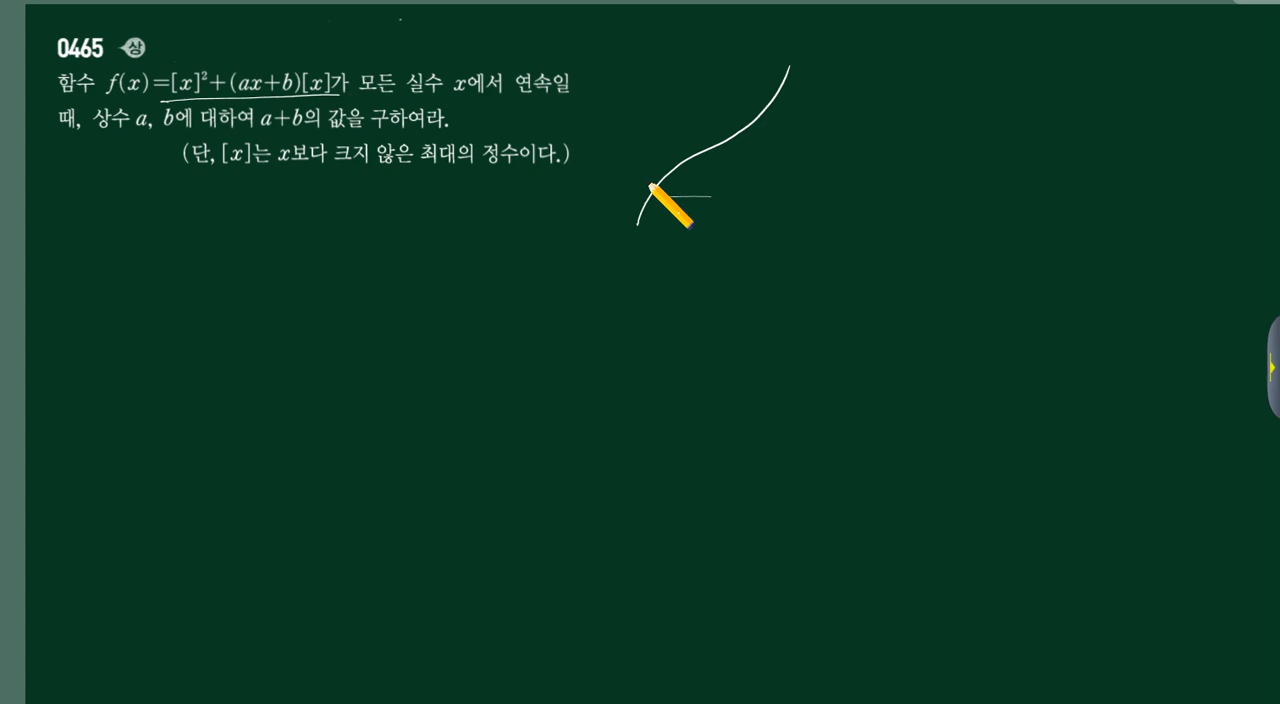 0465 상
함수 f(x)=[x]²+(ax+b)[x]가 모든 실수 x에서 연속일
때, 상수 a, b에 대하여 a+b의 값을 구하여라.
(단, [x]는 x보다 크지 않은 최대의 정수이다.)